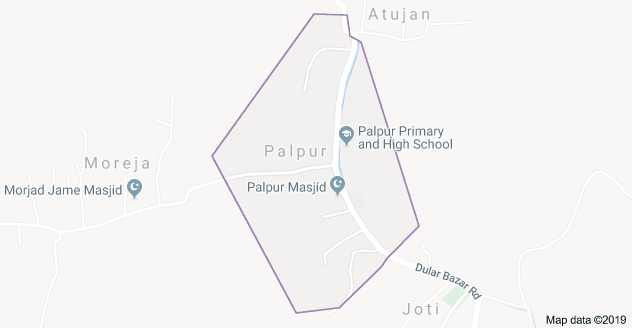 Atujan
Palpur Primary
and High School
Palpur
Moreja
Morjad Jame Masjid
Palpur Masjid
Dular Bazar Rd
Joti
Map data ©2019